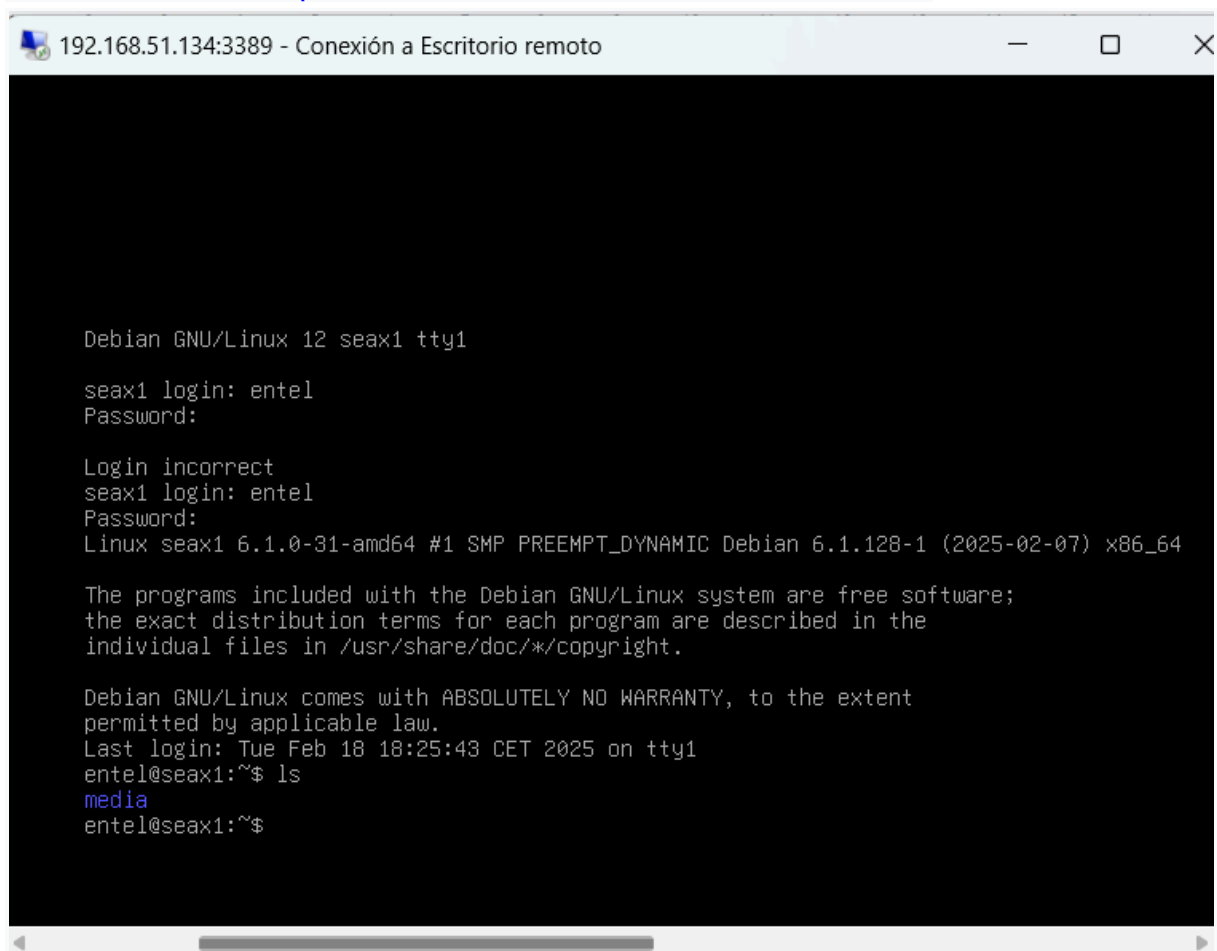 192.168.51.134:3389 - Conexión a Escritorio remoto
Debian GNU/Linux 12 seax1 tty1
seax1 login: entel
Password:
Login incorrect
seax1 login: entel
Password:
Linux seax1 6.1.0-31-amd64 #1 SMP PREEMPT_DYNAMIC Debian 6.1.128-1 (2025-02-07) x86_64
The programs included with the Debian GNU/Linux system are free software;
the exact distribution terms for each program are described in the
individual files in /usr/share/doc/*/copyright.
Debian GNU/Linux comes with ABSOLUTELY NO WARRANTY, to the extent
permitted by applicable law.
Last login: Tue Feb 18 18:25:43 CET 2025 on tty1
entel@seax1:~$ ls
media
entel@seax1:~$